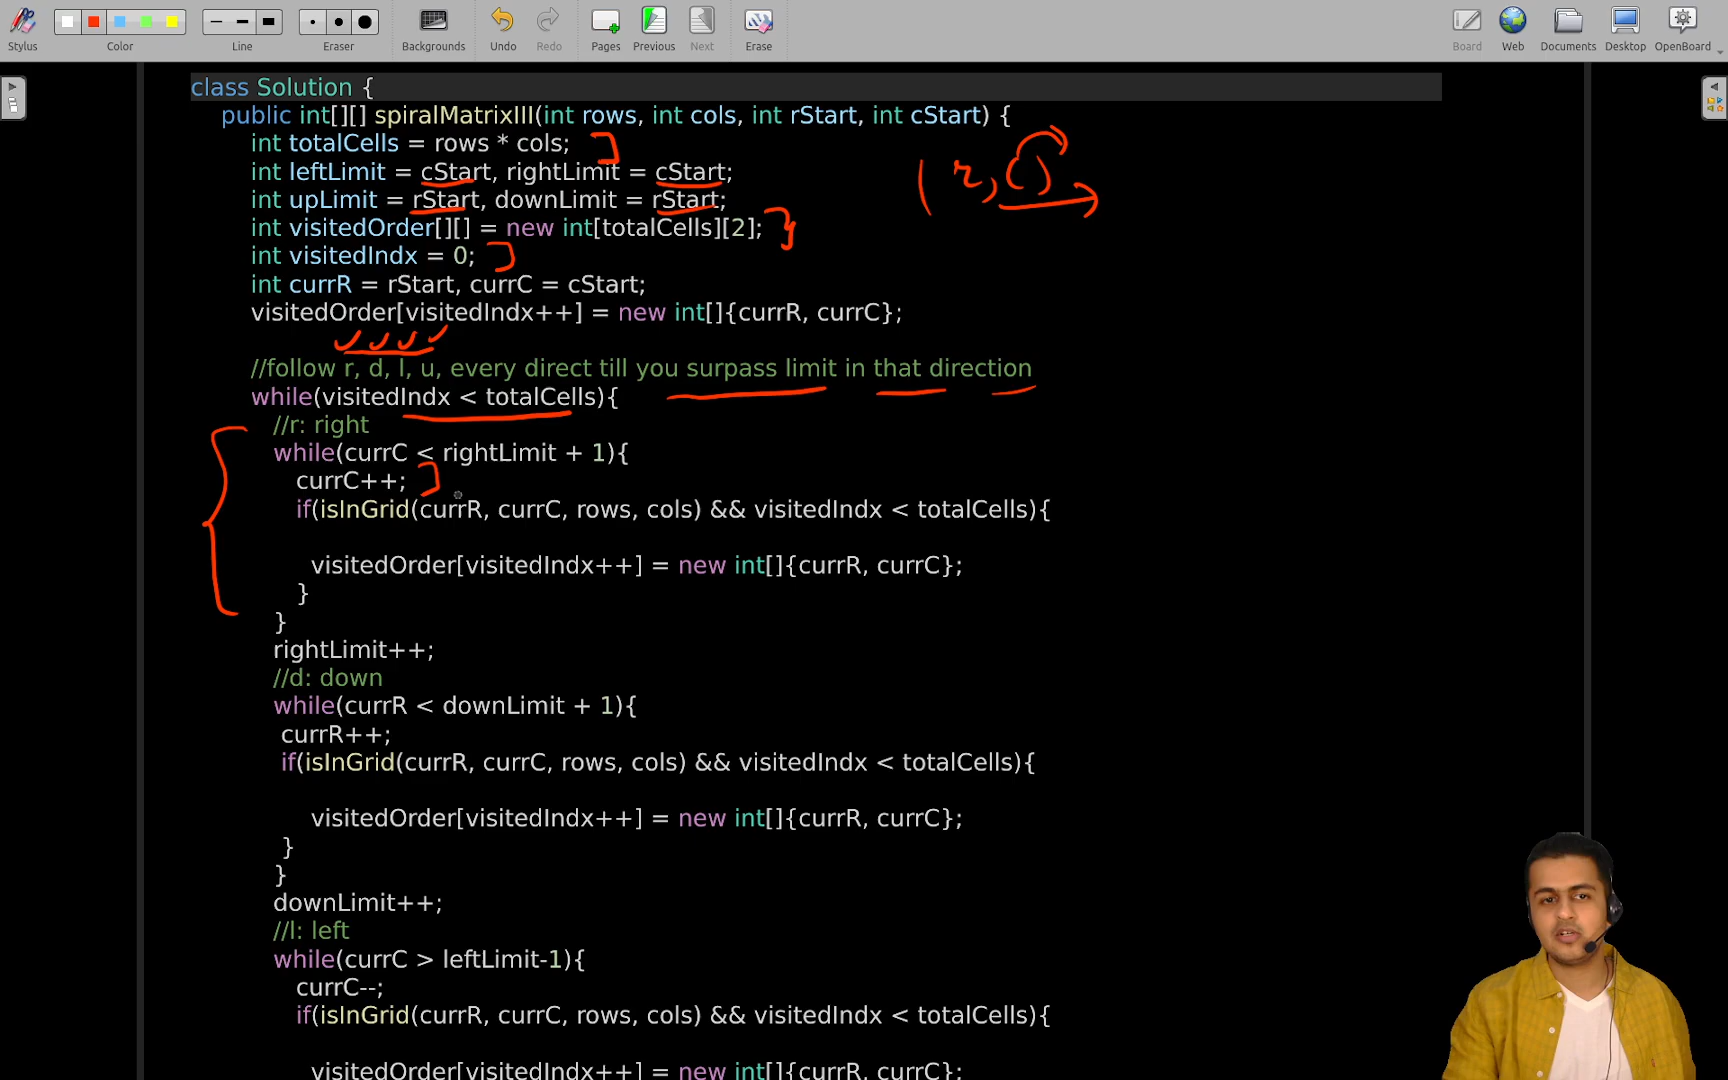 Stylus Color Line Eraser Backgrounds Undo Redo Pages Previous Next Erase Board Web Documents Desktop OpenBoard
class Solution {
public int[][] spiralMatrixIII(int rows, int cols, int rStart, int cStart) {
int totalCells = rows * cols;
int leftLimit = cStart, rightLimit = cStart;
int upLimit = rStart, downLimit = rStart;
int visitedOrder[][] = new int[totalCells][2];
int visitedIndx = 0;
int currR = rStart, currC = cStart;
visitedOrder[visitedIndx++] = new int[]{currR, currC};
//follow r, d, l, u, every direct till you surpass limit in that direction
while(visitedIndx < totalCells){
//r: right
while(currC < rightLimit + 1){
currC++;
if(isInGrid(currR, currC, rows, cols) && visitedIndx < totalCells){
visitedOrder[visitedIndx++] = new int[]{currR, currC};
}
}
rightLimit++;
//d: down
while(currR < downLimit + 1){
currR++;
if(isInGrid(currR, currC, rows, cols) && visitedIndx < totalCells){
visitedOrder[visitedIndx++] = new int[]{currR, currC};
}
}
downLimit++;
//l: left
while(currC > leftLimit-1){
currC--;
if(isInGrid(currR, currC, rows, cols) && visitedIndx < totalCells){
visitedOrder[visitedIndx++] = new int[]{currR, currC};